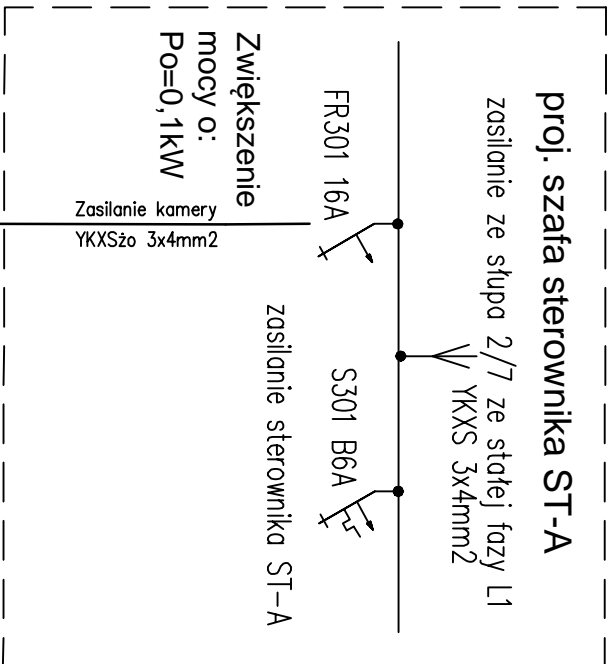 proj. szafa sterownika ST-A
zasilanie ze słupa 2/7 ze stałej fazy L1
YKXS 3x4mm2
FR301 16A
S301 B6A
zasilanie sterownika ST-A
Zwiększenie
mocy o:
Po=0,1kW
Zasilanie kamery
YKXSżo 3x4mm2